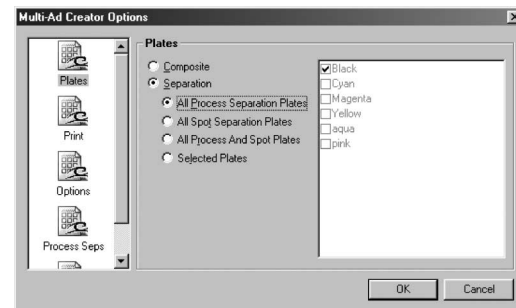 Multi-Ad Creator Options
Plates
Print
Options
Process Seps
Plates
Composite
Separation
All Process Separation Plates
All Spot Separation Plates
All Process And Spot Plates
Selected Plates
Black
Cyan
Magenta
Yellow
aqua
pink
OK
Cancel